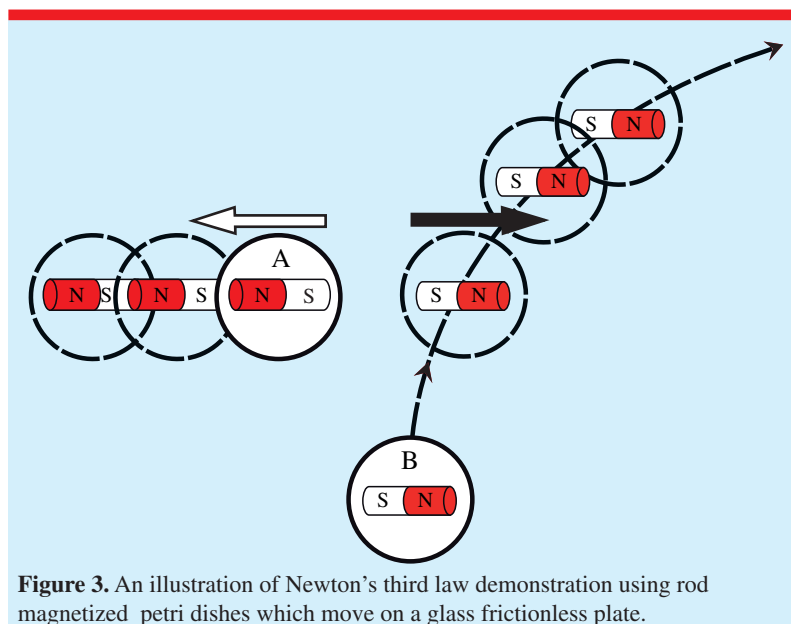 S N
S N
A
N S N S N S
S N
B
S N
Figure 3. An illustration of Newton's third law demonstration using rod
magnetized petri dishes which move on a glass frictionless plate.